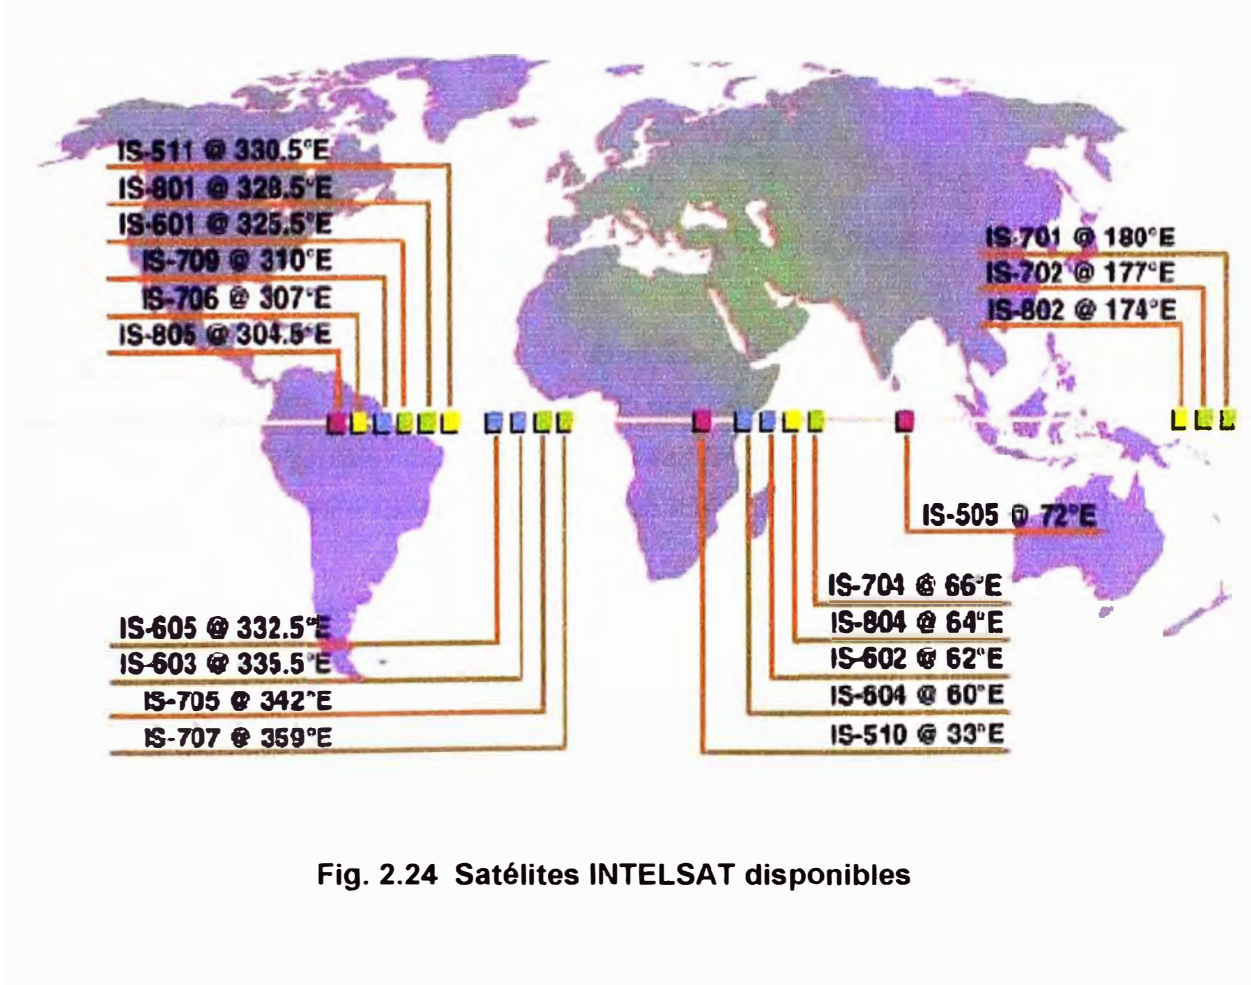 IS-511 @ 330.5°E
IS-801 @ 328.5°E
IS-601 @ 325.5°E
IS-709 @ 310°E
IS-706 @ 307°E
IS-805 @ 304.5°E
IS-701 @ 180°E
IS-702 @ 177°E
IS-802 @ 174°E
IS-505 @ 72°E
IS-704 @ 66°E
IS-804 @ 64°E
IS-602 @ 62°E
IS-604 @ 60°E
IS-510 @ 33°E
IS-605 @ 332.5°E
IS-603 @ 335.5°E
IS-705 @ 342°E
IS-707 @ 359°E
Fig. 2.24 Satélites INTELSAT disponibles